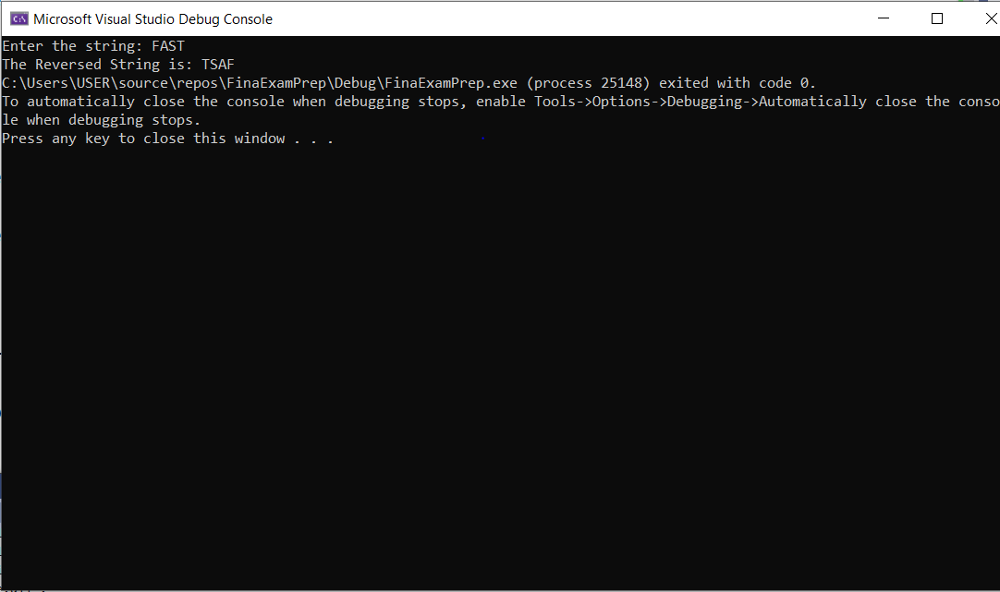 Microsoft Visual Studio Debug Console
Enter the string: FAST
The Reversed String is: TSAF
C:\Users\USER\source\repos\FinaExamPrep\Debug\FinaExamPrep.exe (process 25148) exited with code 0.
To automatically close the console when debugging stops, enable Tools->Options->Debugging->Automatically close the conso
le when debugging stops.
Press any key to close this window . . .